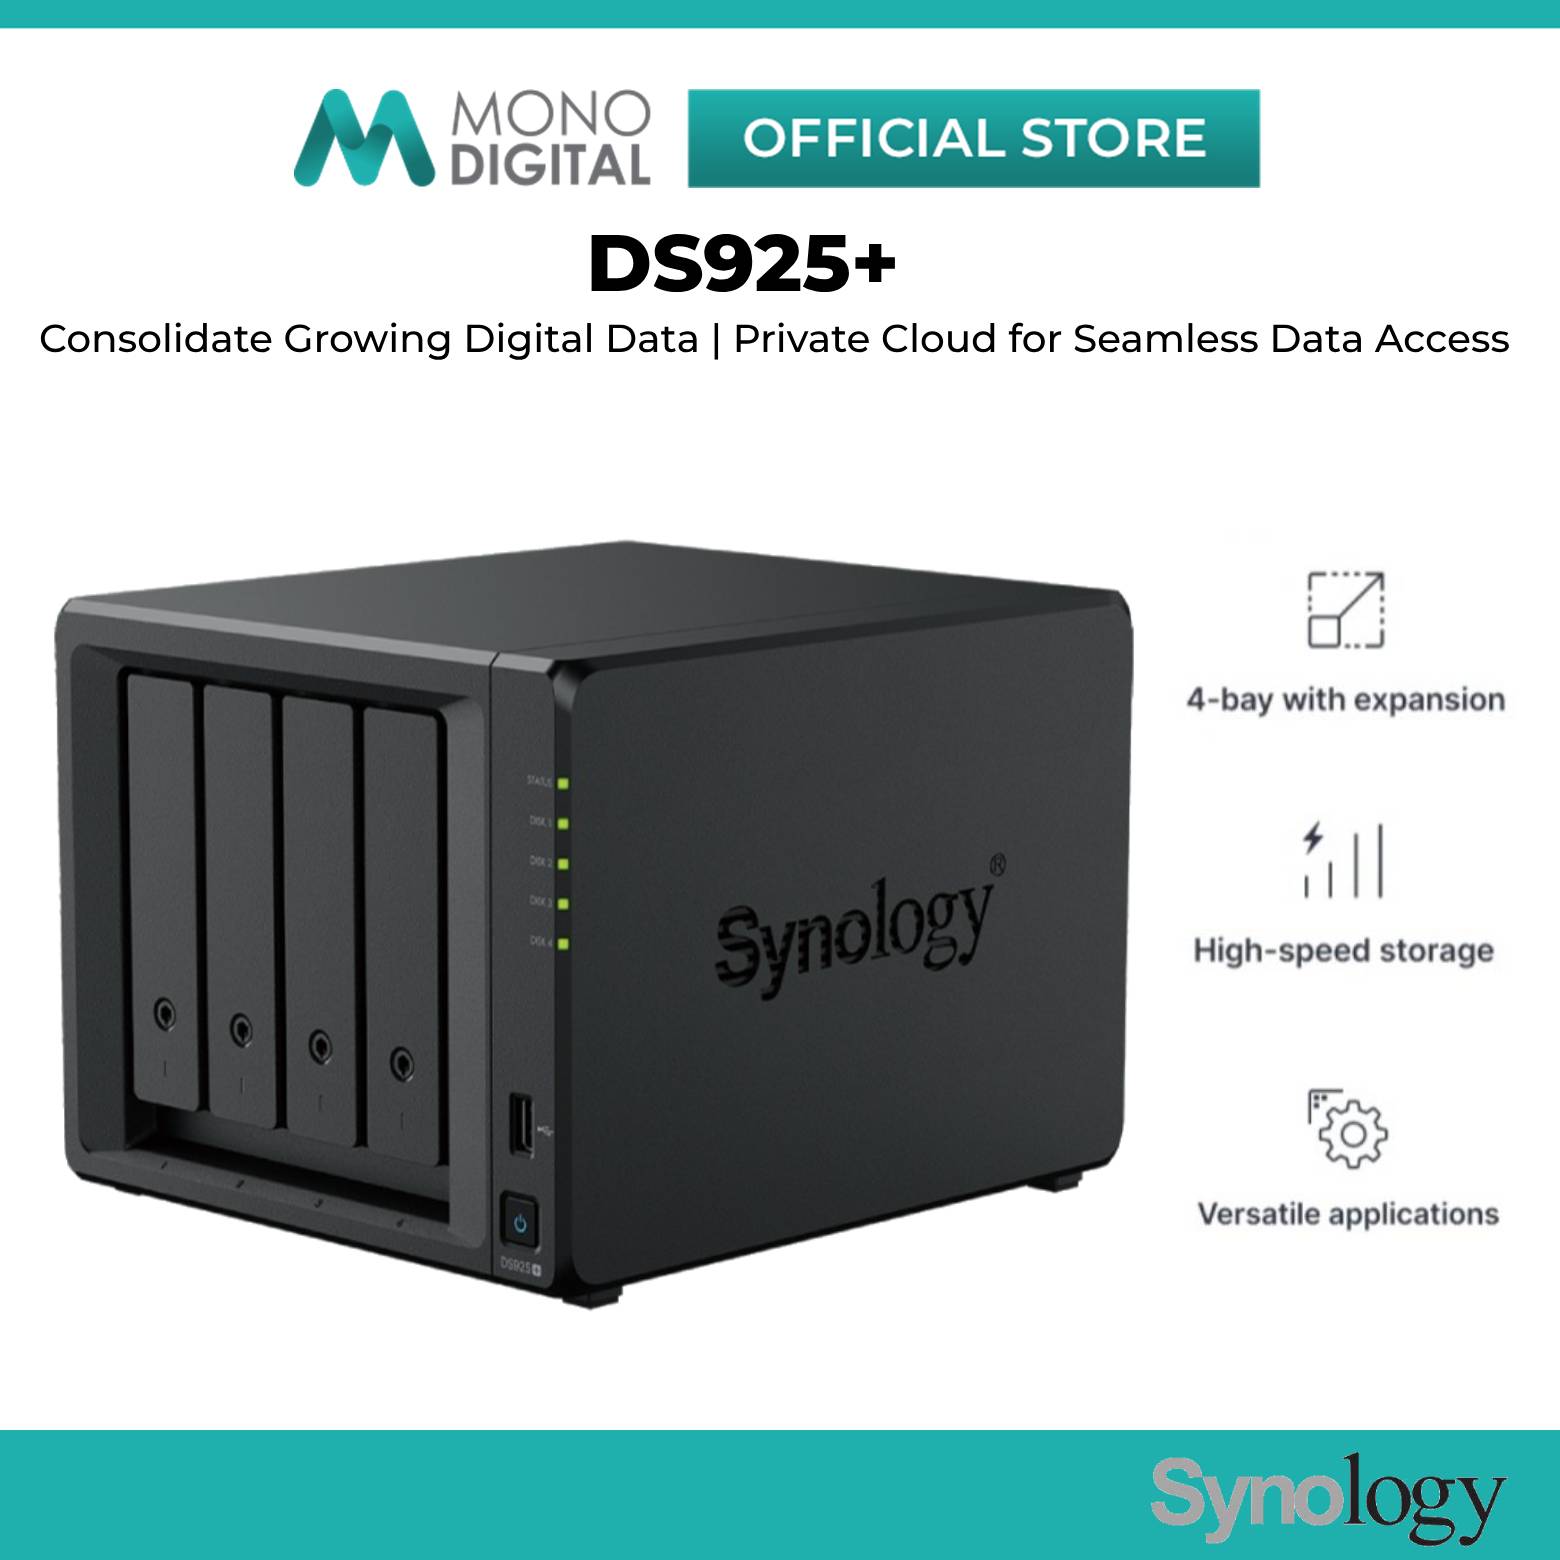 MONO
DIGITAL
OFFICIAL STORE
DS925+
Consolidate Growing Digital Data | Private Cloud for Seamless Data Access
4-bay with expansion
STATUS
DISK 1
DISK 2
DISK 3
DISK 4
Synology®
High-speed storage
Versatile applications
DS925+
Synology